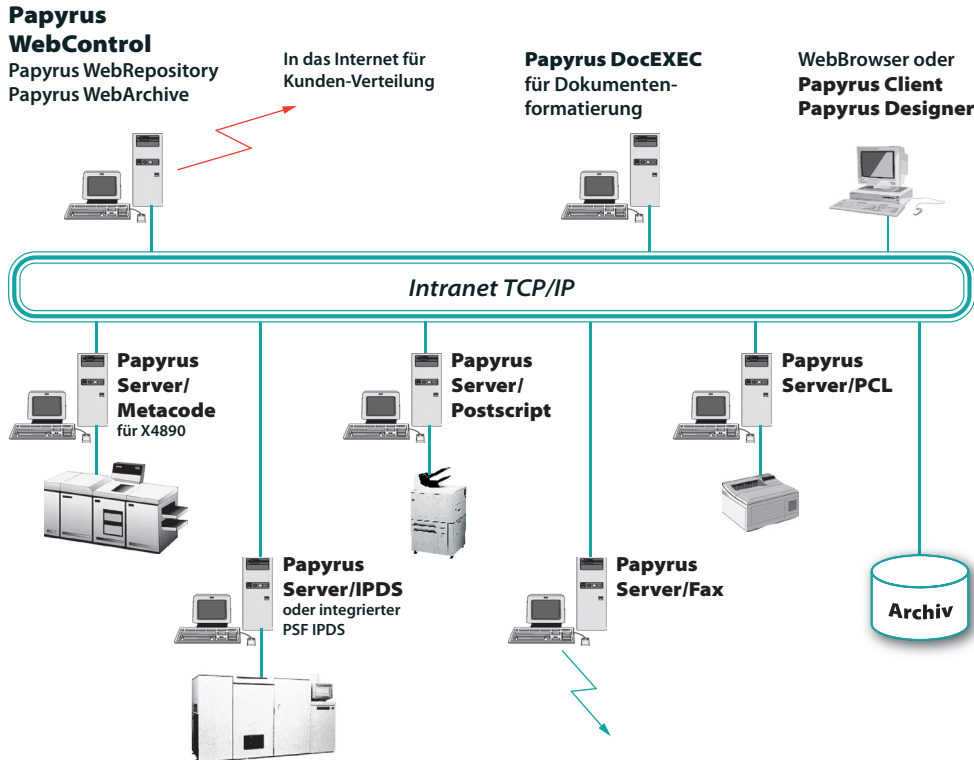 Papyrus
WebControl
Papyrus WebRepository
Papyrus WebArchive
In das Internet für
Kunden-Verteilung
Papyrus DocEXEC
für Dokumenten-
formatierung
WebBrowser oder
Papyrus Client
Papyrus Designer
Intranet TCP/IP
Papyrus
Server/
Metacode
für X4890
Papyrus
Server/
Postscript
Papyrus
Server/PCL
Papyrus
Server/IPDS
oder integrierter
PSF IPDS
Papyrus
Server/Fax
Archiv